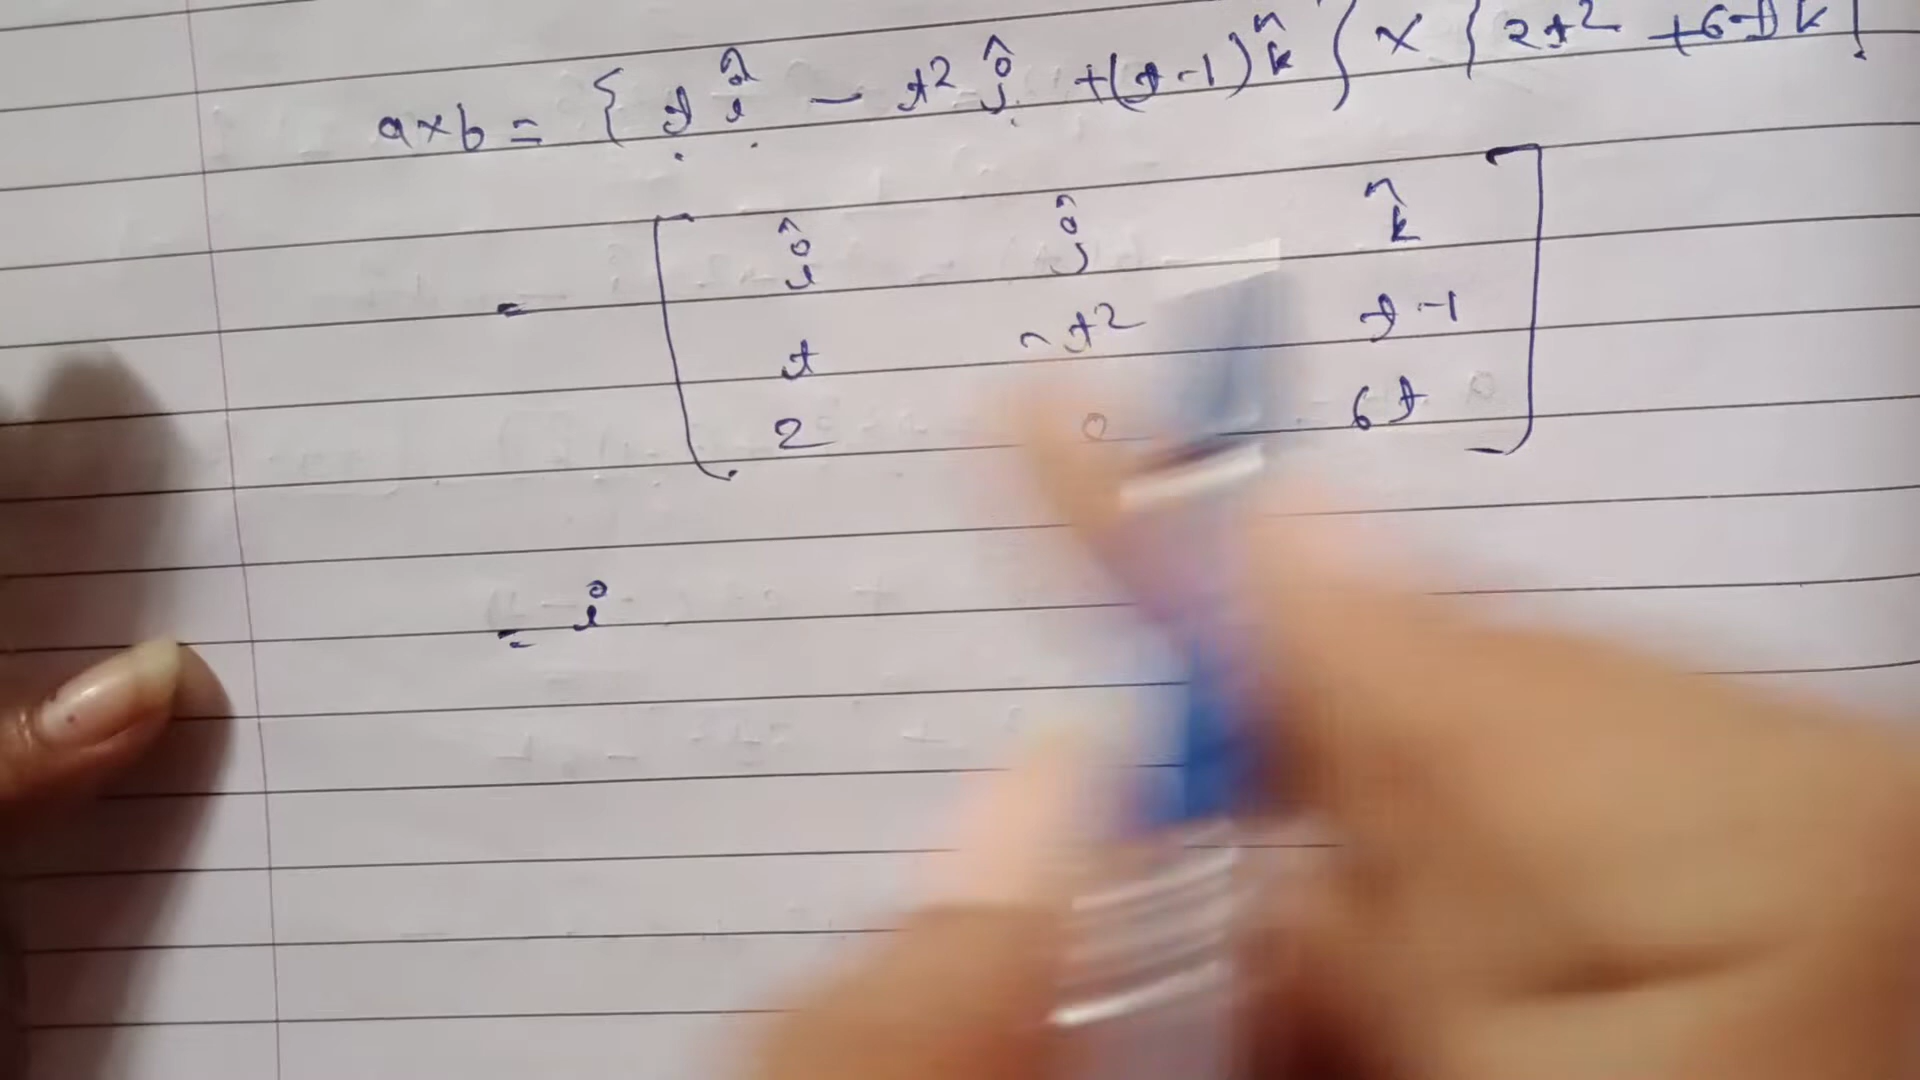 a×b = { t î − t² ĵ +(t-1) k̂ } × { 2t² +6t k }
= [ î ĵ k̂
t -t² t-1
2 0 6t ]
= i